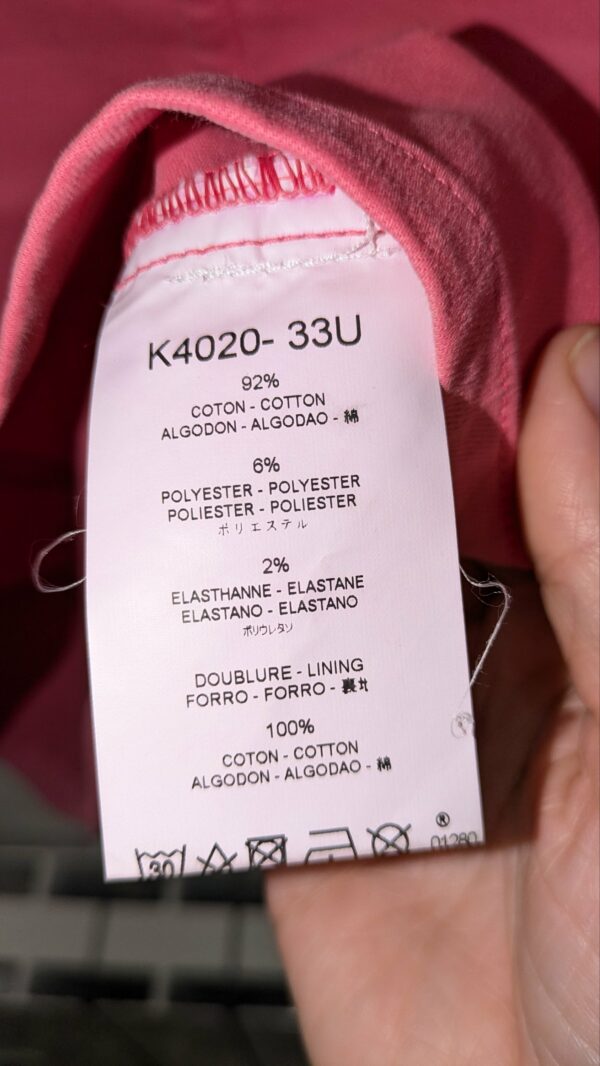 K4020- 33U
92%
COTON - COTTON
ALGODON - ALGODAO - 綿
6%
POLYESTER - POLYESTER
POLIESTER - POLIESTER
ポリエステル
2%
ELASTHANNE - ELASTANE
ELASTANO - ELASTANO
ポリウレタン
DOUBLURE - LINING
FORRO - FORRO - 裏地
100%
COTON - COTTON
ALGODON - ALGODAO - 綿
®
30
01280